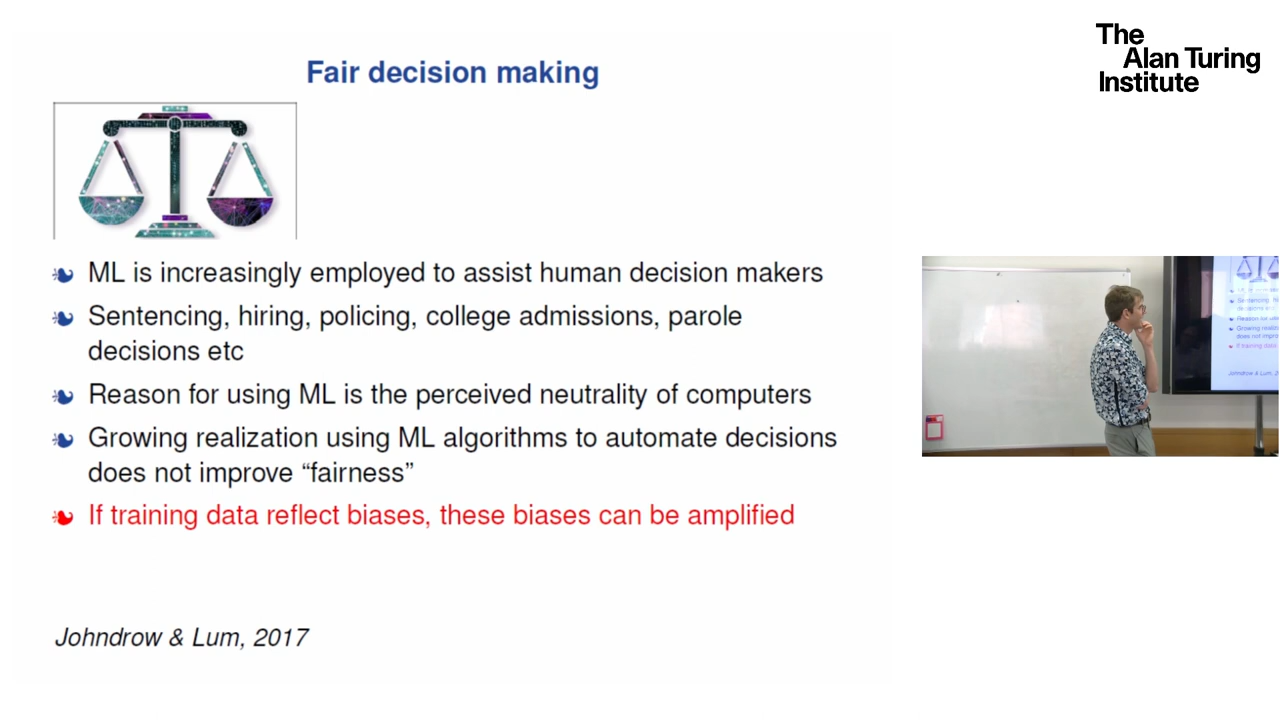 The
Alan Turing
Institute
Fair decision making
ML is increasingly employed to assist human decision makers
Sentencing, hiring, policing, college admissions, parole
decisions etc
Reason for using ML is the perceived neutrality of computers
Growing realization using ML algorithms to automate decisions
does not improve “fairness”
If training data reflect biases, these biases can be amplified
Johndrow & Lum, 2017